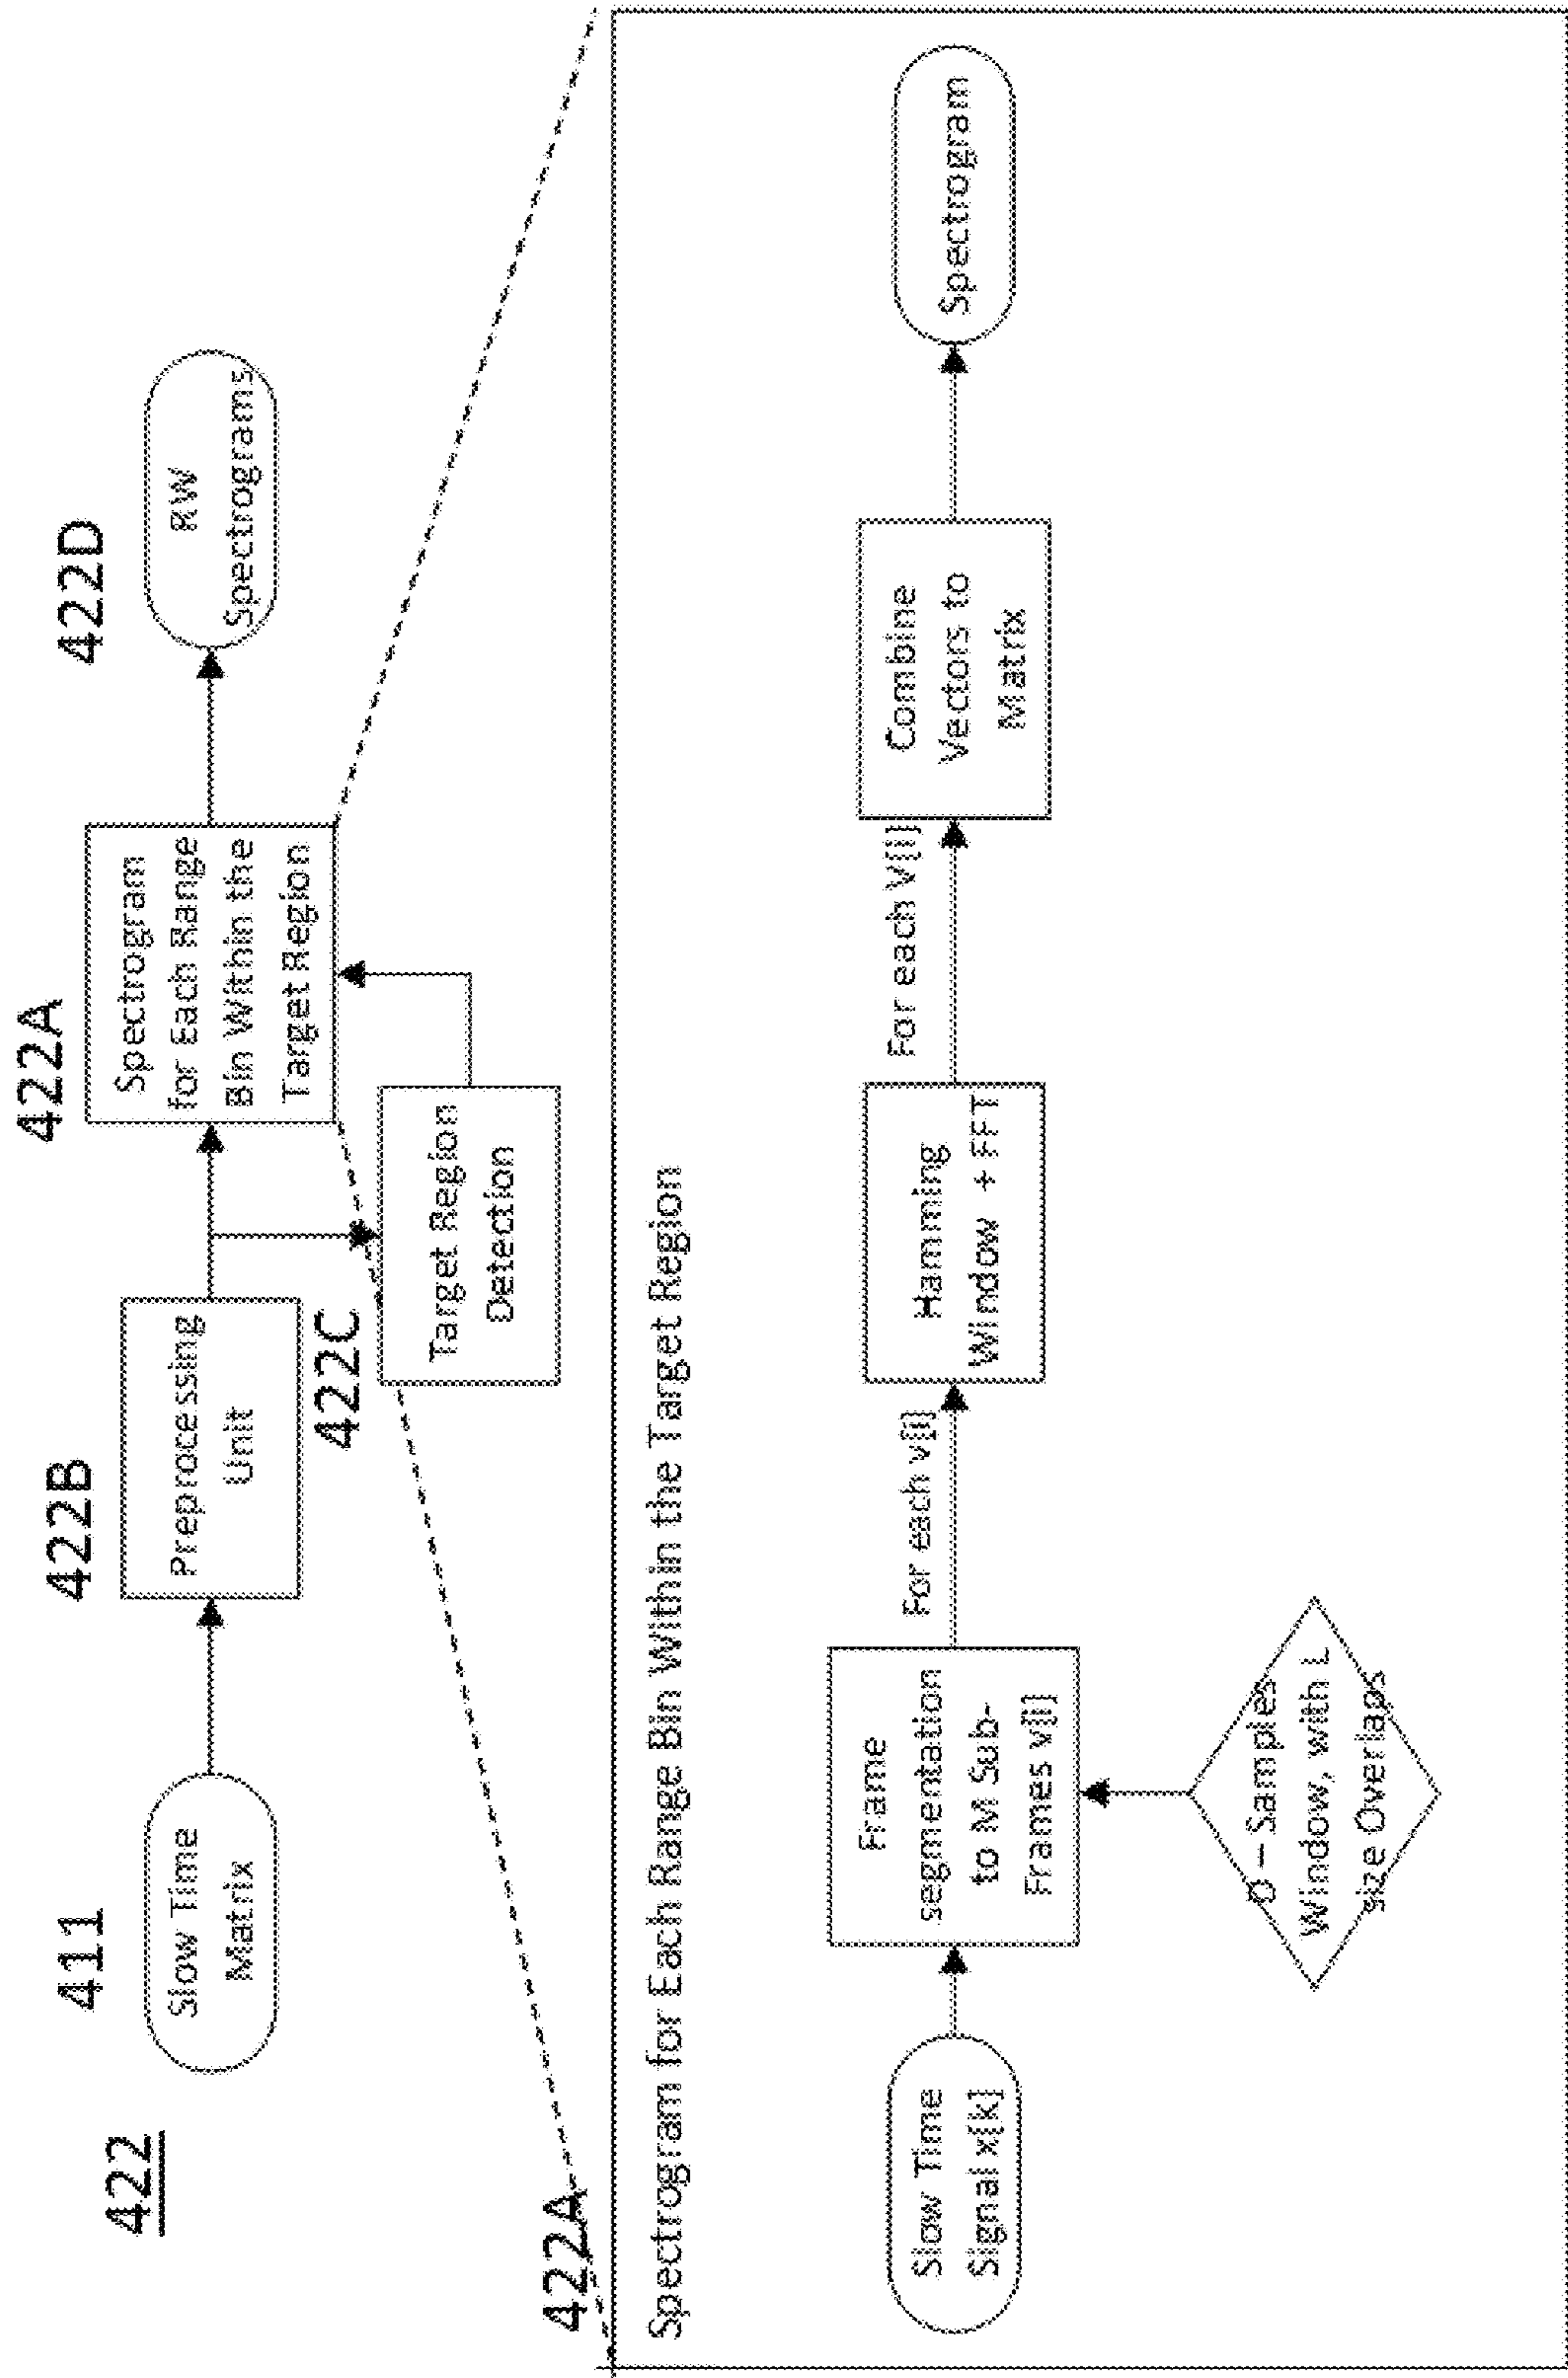 422
411
Slow Time
Matrix
422B
Preprocessing
Unit
422C
Target Region
Detection
422A
Spectrogram
for Each Range
Bin Within the
Target Region
422D
RW
Spectrograms
422A
Spectrogram for Each Range Bin Within the Target Region
Slow Time
Signal x[k]
Frame
segmentation
to M Sub-
Frames v[i]
O – Samples
Window, with L
size Overlaps
For each v[i]
Hamming
Window + FFT
For each V[i]
Combine
Vectors to
Matrix
Spectrogram